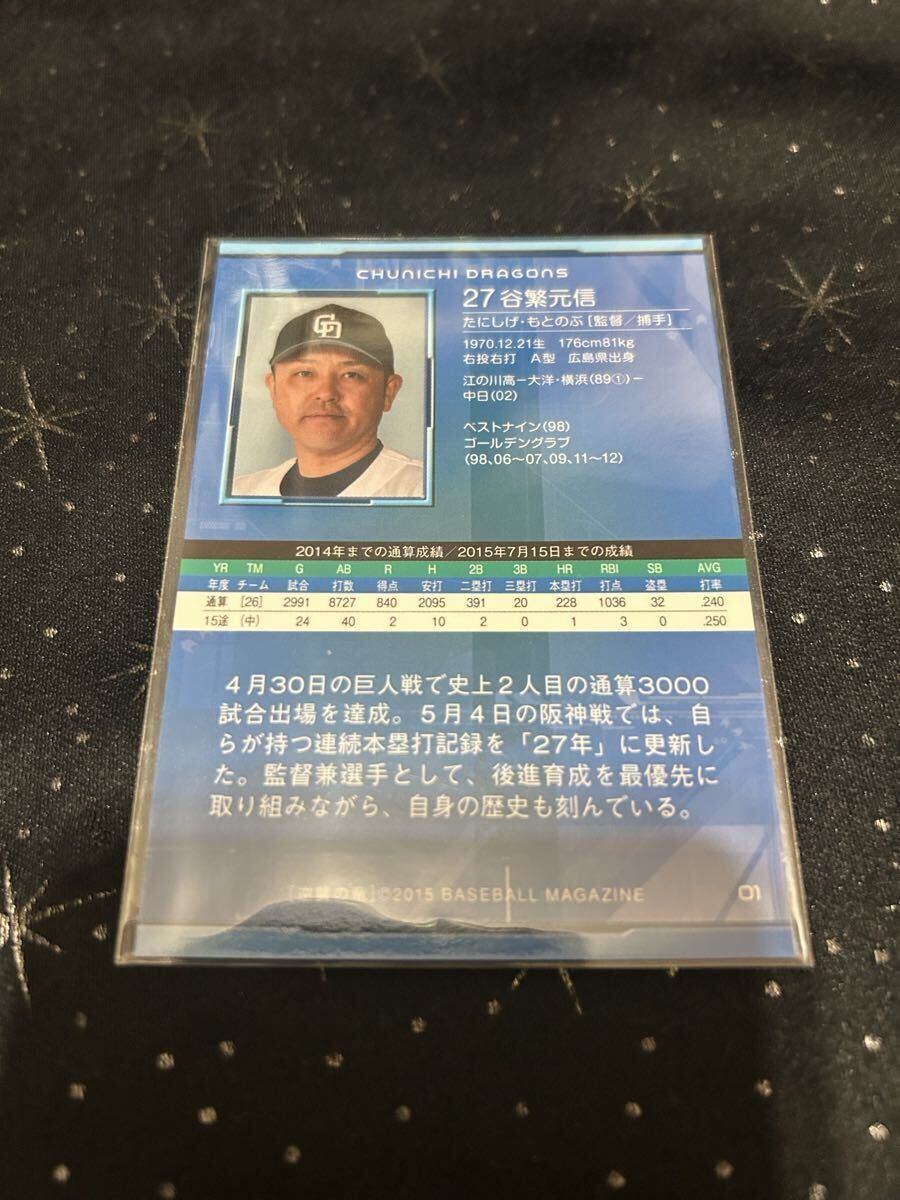 CHUNICHI DRAGONS
27 谷繁元信
たにしげ・もとのぶ[監督／捕手]
1970.12.21生 176cm81kg
右投右打 A型 広島県出身
江の川高－大洋・横浜(89①)－
中日(02)
ベストナイン(98)
ゴールデングラブ
(98、06〜07、09、11〜12)
2014年までの通算成績／2015年7月15日までの成績
YR TM G AB R H 2B 3B HR RBI SB AVG
年度 チーム 試合 打数 得点 安打 二塁打 三塁打 本塁打 打点 盗塁 打率
通算 [26] 2991 8727 840 2095 391 20 228 1036 32 .240
15途 (中) 24 40 2 10 2 0 1 3 0 .250
４月30日の巨人戦で史上２人目の通算3000
試合出場を達成。５月４日の阪神戦では、自
らが持つ連続本塁打記録を「27年」に更新し
た。監督兼選手として、後進育成を最優先に
取り組みながら、自身の歴史も刻んでいる。
[逆襲の竜]©2015 BASEBALL MAGAZINE 01